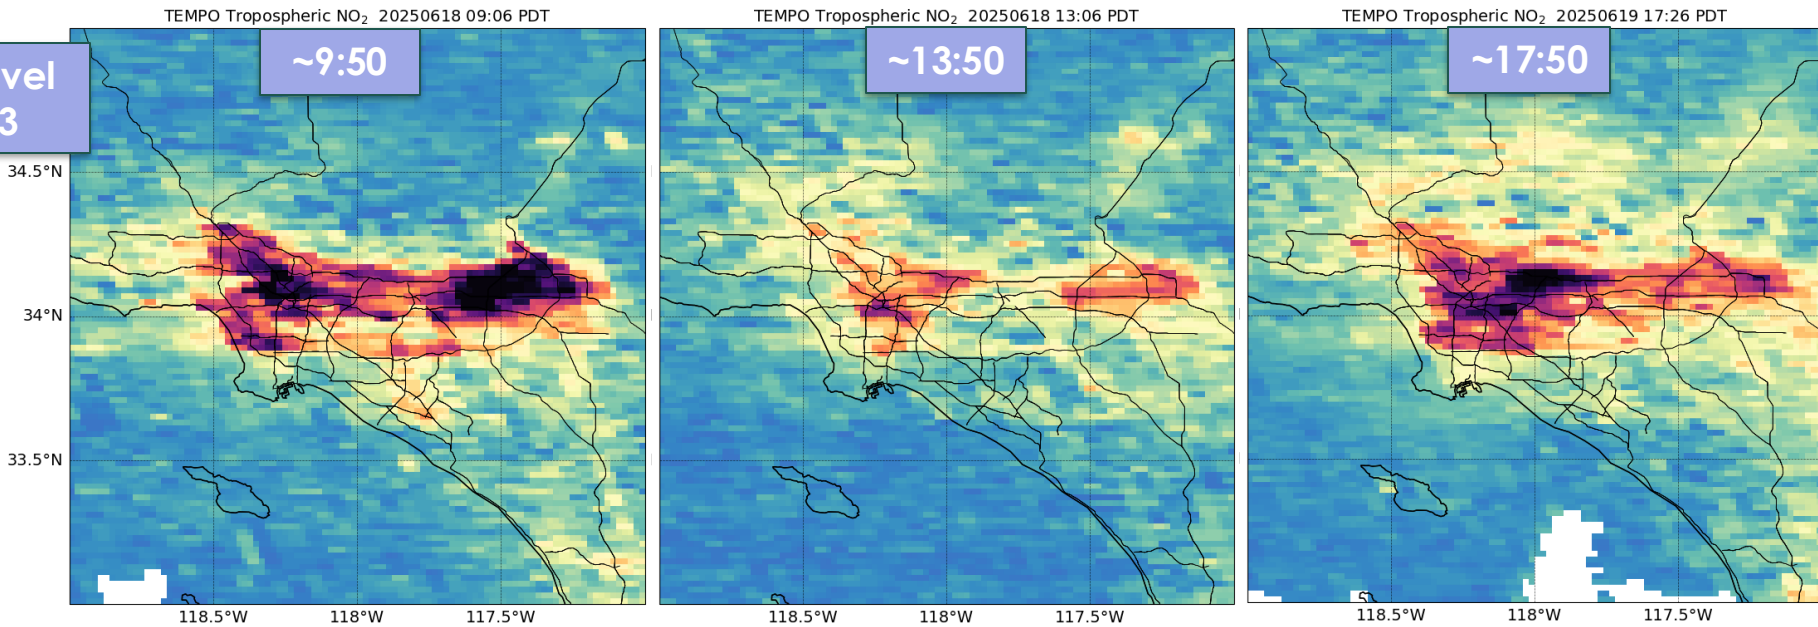 TEMPO Tropospheric NO₂ 20250618 09:06 PDT
TEMPO Tropospheric NO₂ 20250618 13:06 PDT
TEMPO Tropospheric NO₂ 20250619 17:26 PDT
~9:50
~13:50
~17:50
vel
3
34.5°N
34°N
33.5°N
118.5°W
118°W
117.5°W
118.5°W
118°W
117.5°W
118.5°W
118°W
117.5°W